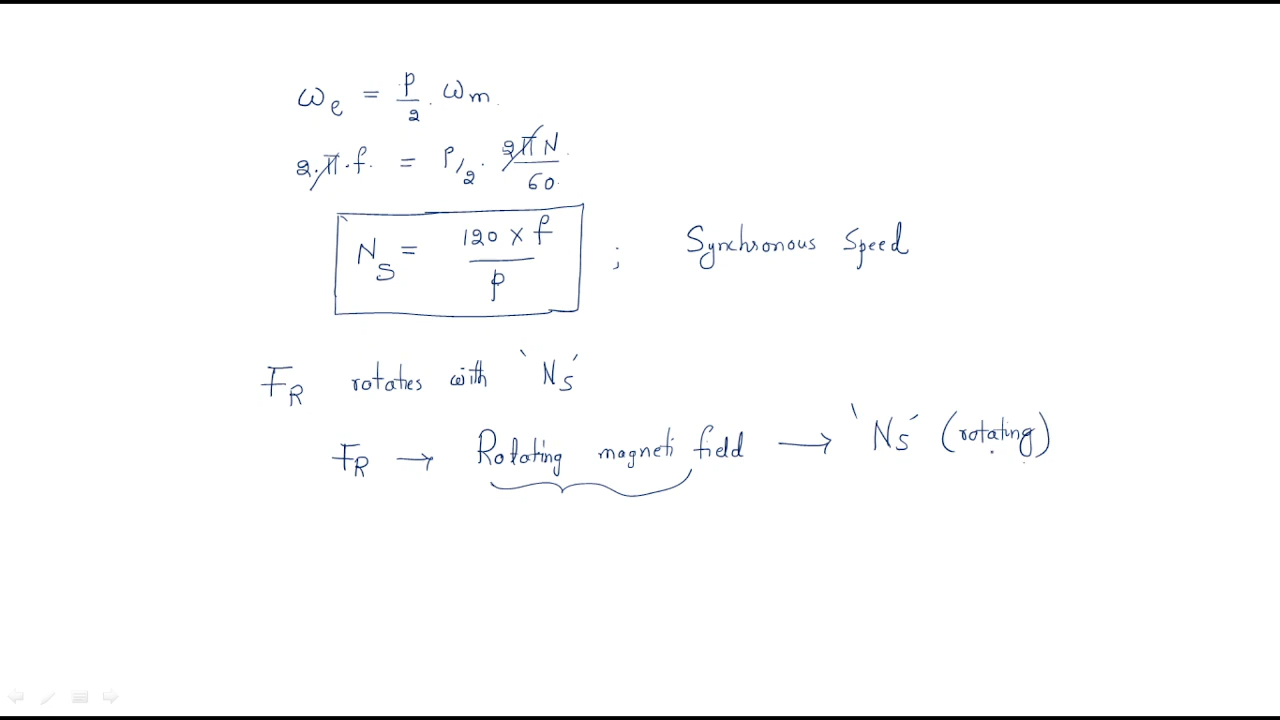 ωe = P/2 . ωm
2.π.f. = P/2 . 2πN/60
NS = 120 × f / P ; Synchronous Speed
FR rotates with 'NS'
FR → Rotating magneti field → 'NS' (rotating)